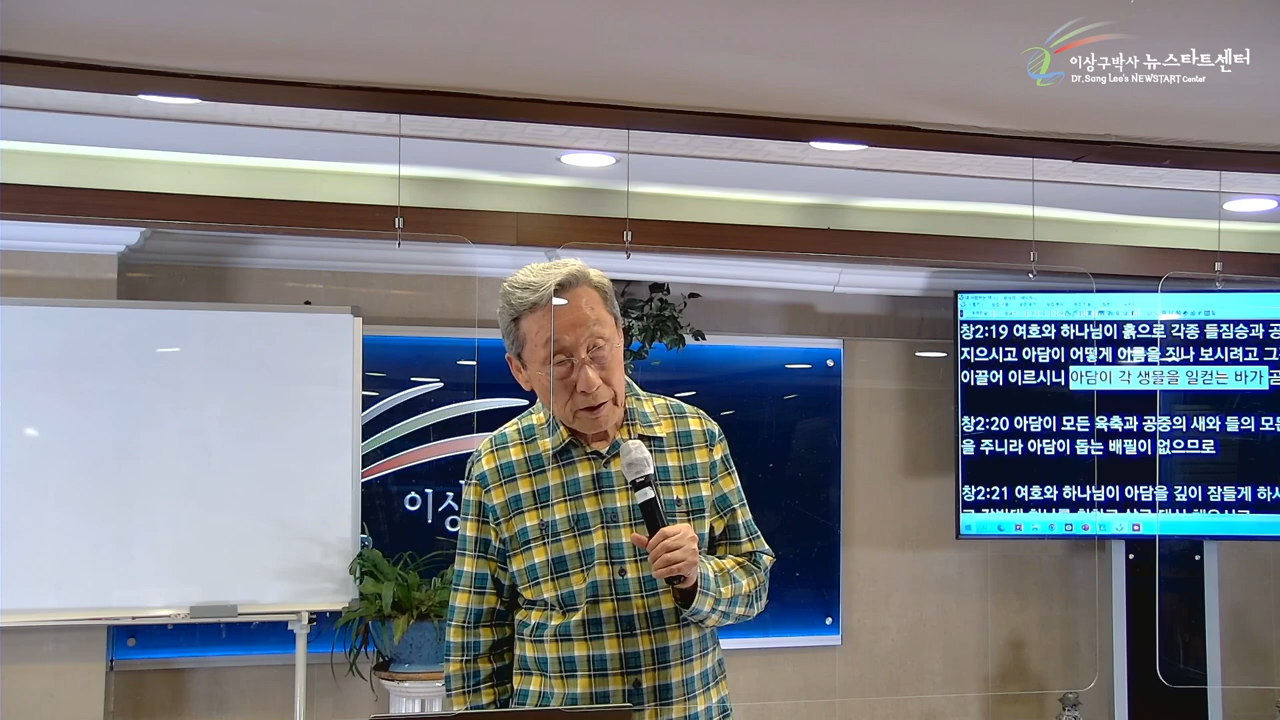 이상구박사 뉴스타트센터
Dr. Sang Lee's NEWSTART Center
이상
창2:19 여호와 하나님이 흙으로 각종 들짐승과 공
지으시고 아담이 어떻게 이름을 짓나 보시려고 그
이끌어 이르시니 아담이 각 생물을 일컫는 바가 곧
창2:20 아담이 모든 육축과 공중의 새와 들의 모든
을 주니라 아담이 돕는 배필이 없으므로
창2:21 여호와 하나님이 아담을 깊이 잠들게 하시